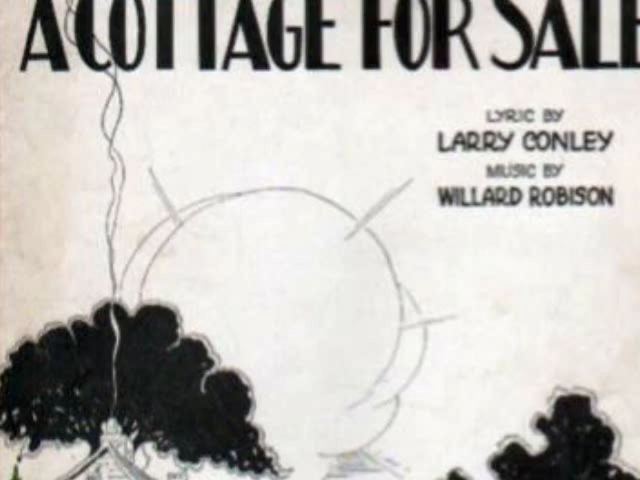 A COTTAGE FOR SALE
LYRIC BY
LARRY CONLEY
MUSIC BY
WILLARD ROBISON